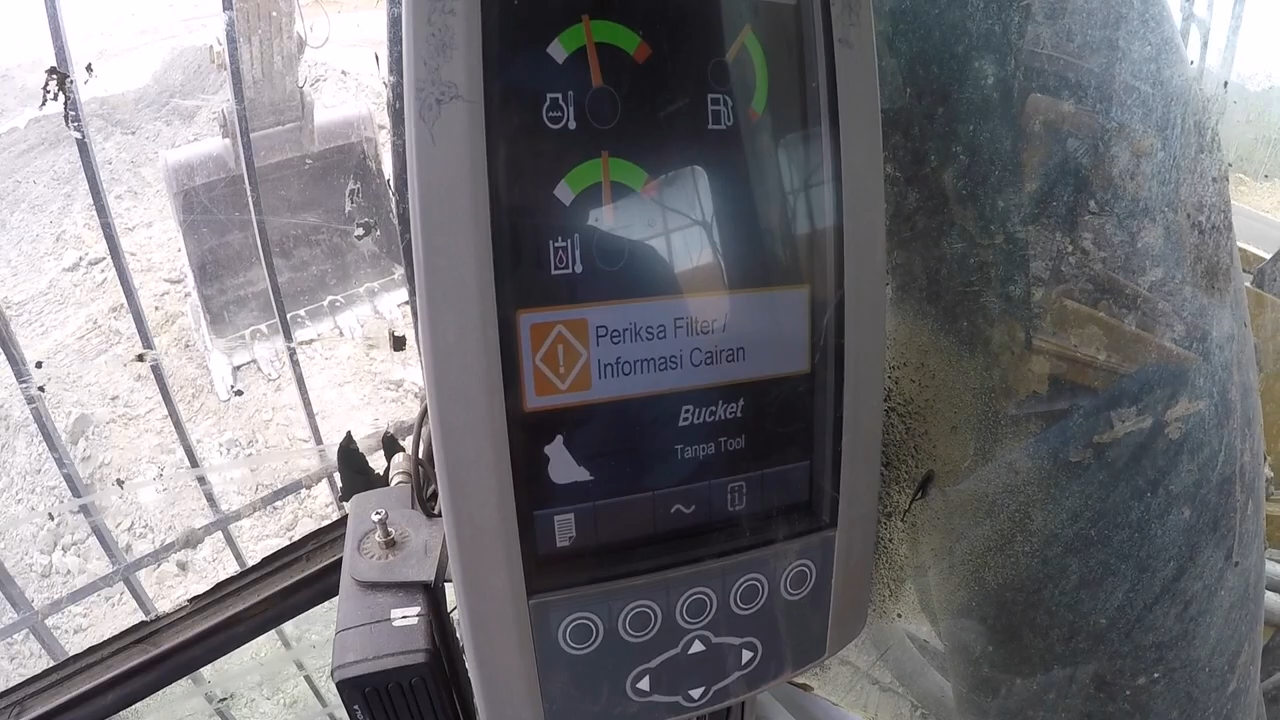 Periksa Filter /
Informasi Cairan
Bucket
Tanpa Tool